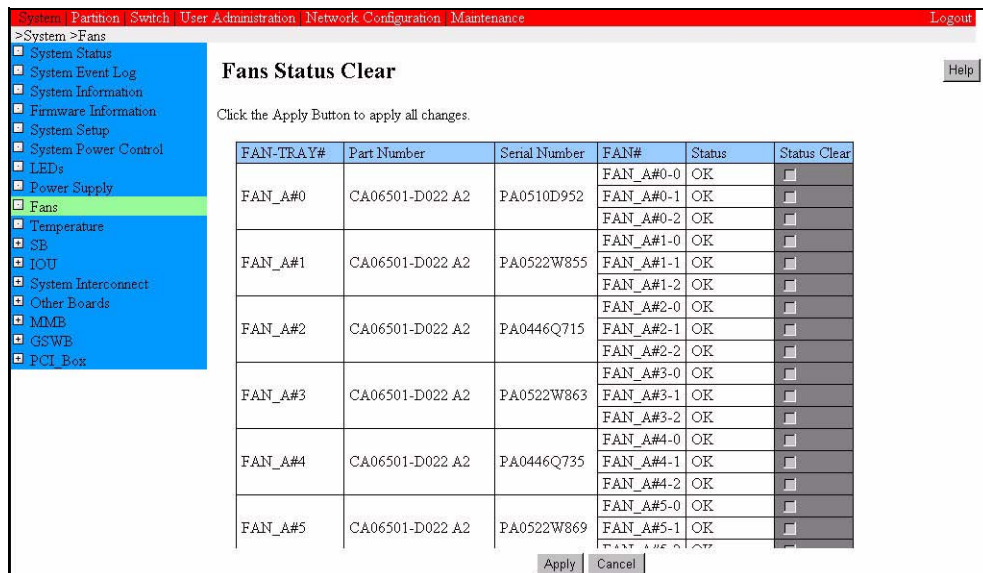 System | Partition | Switch | User Administration | Network Configuration | Maintenance Logout
>System >Fans
System Status
System Event Log
System Information
Firmware Information
System Setup
System Power Control
LEDs
Power Supply
Fans
Temperature
SB
IOU
System Interconnect
Other Boards
MMB
GSWB
PCI_Box
Fans Status Clear
Help
Click the Apply Button to apply all changes.
FAN-TRAY# Part Number Serial Number FAN# Status Status Clear
FAN_A#0 CA06501-D022 A2 PA0510D952 FAN_A#0-0 OK
FAN_A#0-1 OK
FAN_A#0-2 OK
FAN_A#1 CA06501-D022 A2 PA0522W855 FAN_A#1-0 OK
FAN_A#1-1 OK
FAN_A#1-2 OK
FAN_A#2 CA06501-D022 A2 PA0446Q715 FAN_A#2-0 OK
FAN_A#2-1 OK
FAN_A#2-2 OK
FAN_A#3 CA06501-D022 A2 PA0522W863 FAN_A#3-0 OK
FAN_A#3-1 OK
FAN_A#3-2 OK
FAN_A#4 CA06501-D022 A2 PA0446Q735 FAN_A#4-0 OK
FAN_A#4-1 OK
FAN_A#4-2 OK
FAN_A#5 CA06501-D022 A2 PA0522W869 FAN_A#5-0 OK
FAN_A#5-1 OK
Apply Cancel